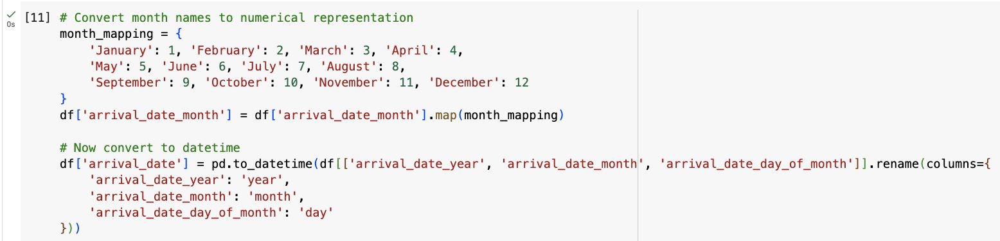 [11] # Convert month names to numerical representation
0s
month_mapping = {
    'January': 1, 'February': 2, 'March': 3, 'April': 4,
    'May': 5, 'June': 6, 'July': 7, 'August': 8,
    'September': 9, 'October': 10, 'November': 11, 'December': 12
}
df['arrival_date_month'] = df['arrival_date_month'].map(month_mapping)

# Now convert to datetime
df['arrival_date'] = pd.to_datetime(df[['arrival_date_year', 'arrival_date_month', 'arrival_date_day_of_month']].rename(columns={
    'arrival_date_year': 'year',
    'arrival_date_month': 'month',
    'arrival_date_day_of_month': 'day'
}))